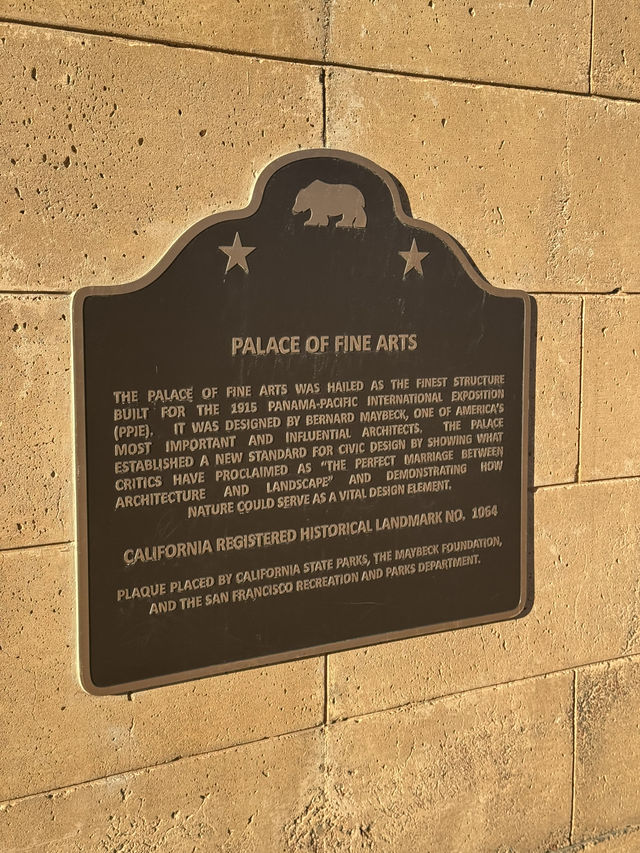 PALACE OF FINE ARTS
THE PALACE OF FINE ARTS WAS HAILED AS THE FINEST STRUCTURE
BUILT FOR THE 1915 PANAMA-PACIFIC INTERNATIONAL EXPOSITION
(PPIE). IT WAS DESIGNED BY BERNARD MAYBECK, ONE OF AMERICA'S
MOST IMPORTANT AND INFLUENTIAL ARCHITECTS. THE PALACE
ESTABLISHED A NEW STANDARD FOR CIVIC DESIGN BY SHOWING WHAT
CRITICS HAVE PROCLAIMED AS "THE PERFECT MARRIAGE BETWEEN
ARCHITECTURE AND LANDSCAPE" AND DEMONSTRATING HOW
NATURE COULD SERVE AS A VITAL DESIGN ELEMENT.
CALIFORNIA REGISTERED HISTORICAL LANDMARK NO. 1064
PLAQUE PLACED BY CALIFORNIA STATE PARKS, THE MAYBECK FOUNDATION,
AND THE SAN FRANCISCO RECREATION AND PARKS DEPARTMENT.